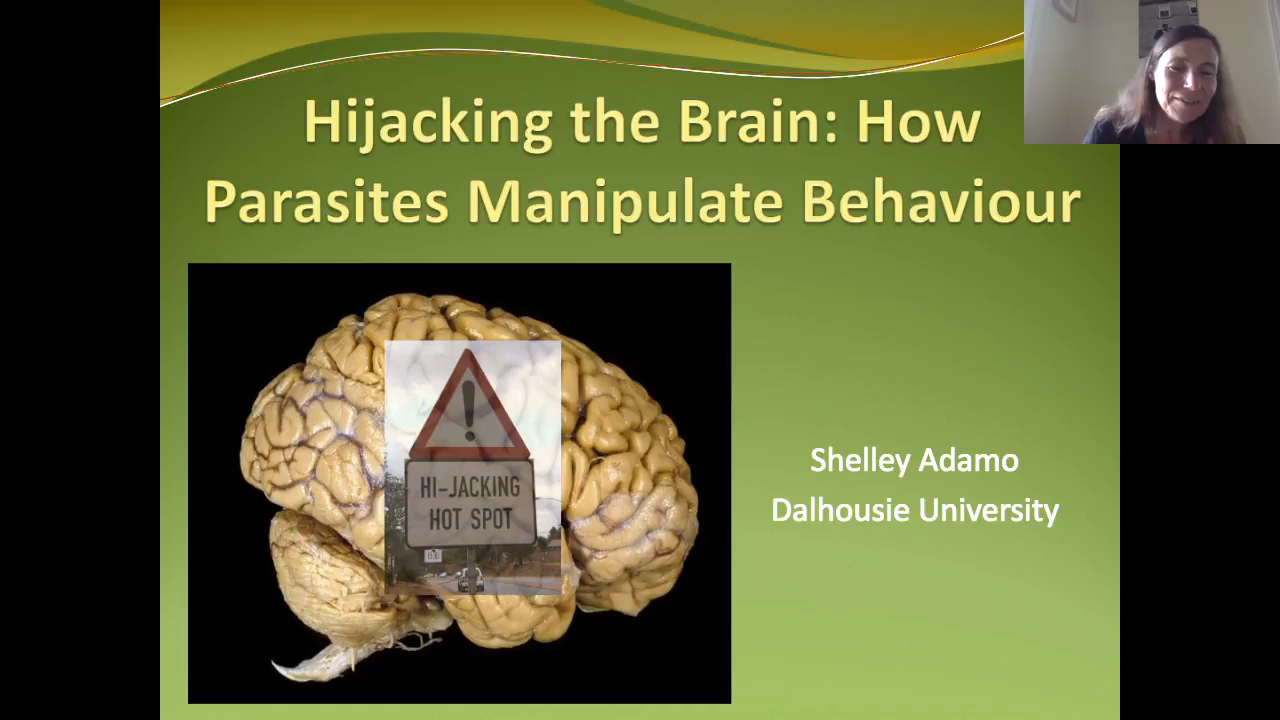 Hijacking the Brain: How
Parasites Manipulate Behaviour
HI-JACKING
HOT SPOT
Shelley Adamo
Dalhousie University